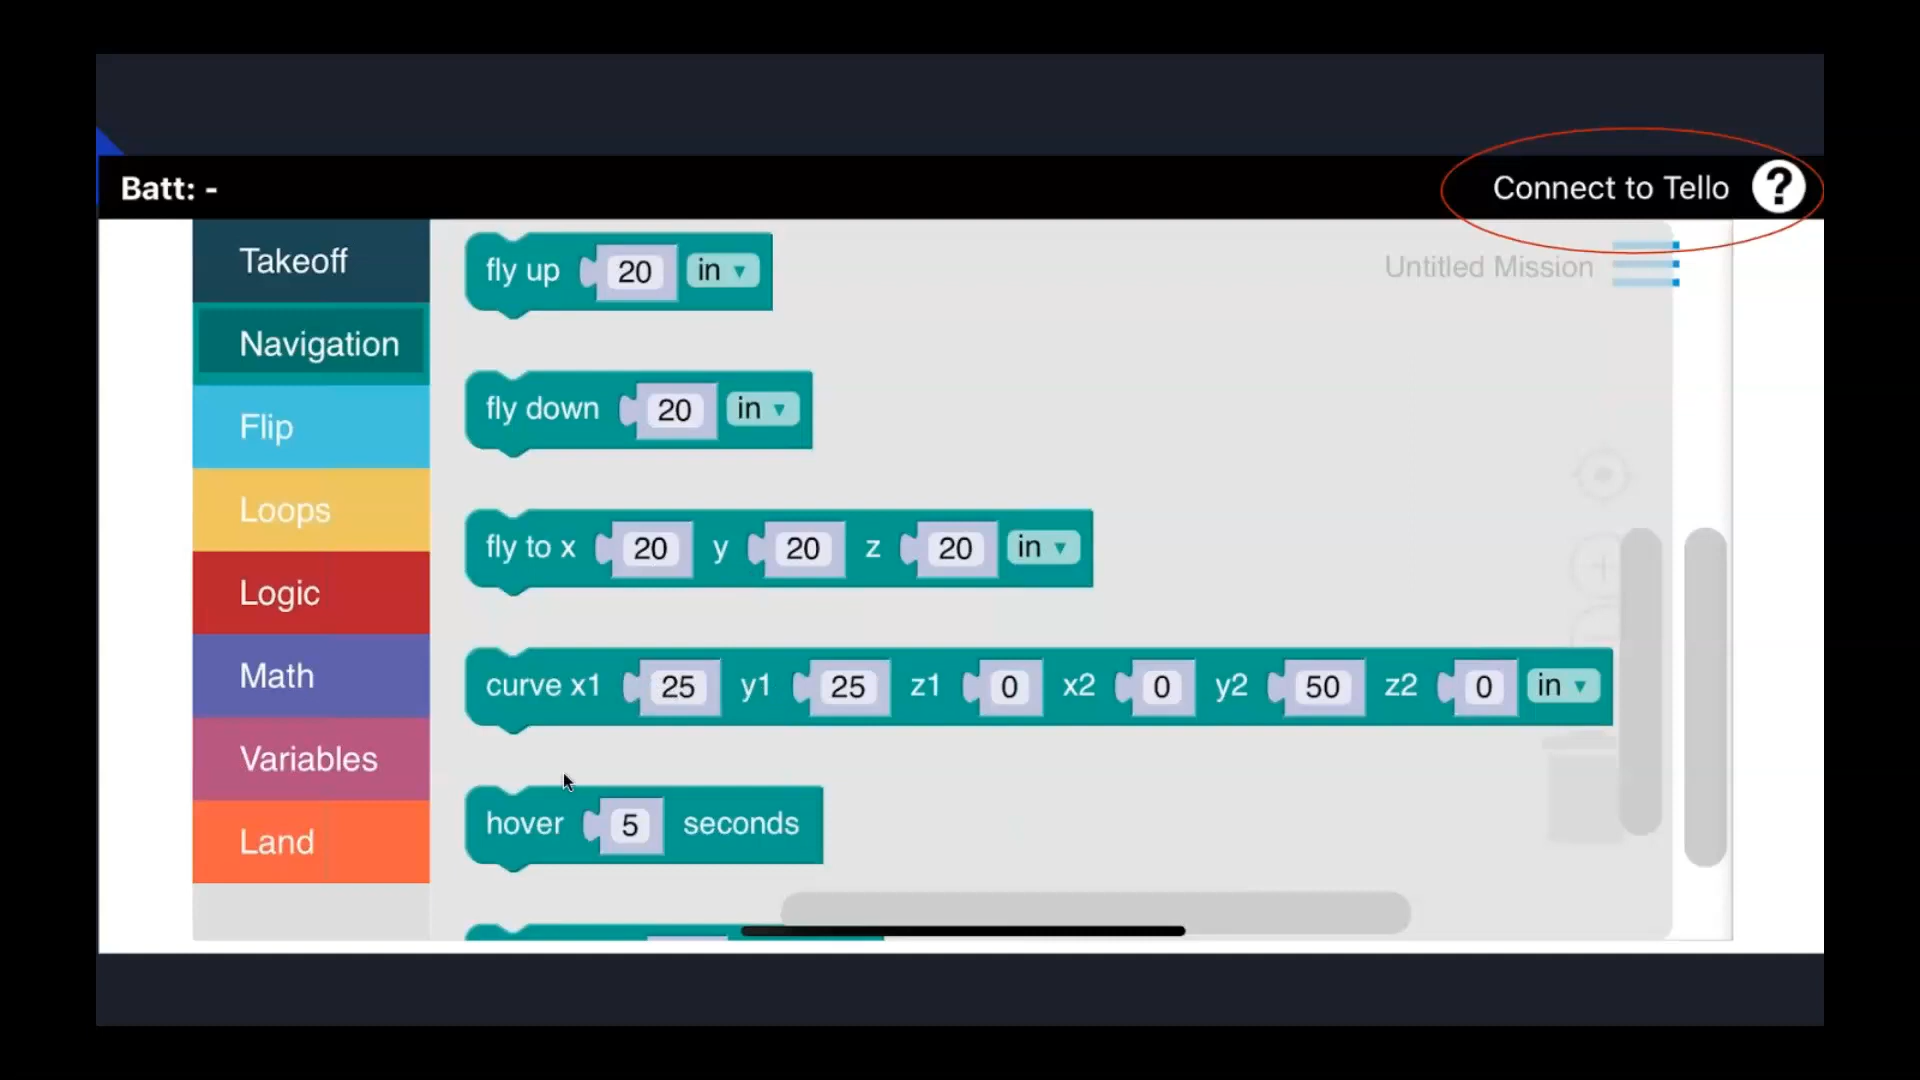 Batt: -
Connect to Tello ?
Untitled Mission
Takeoff
Navigation
Flip
Loops
Logic
Math
Variables
Land
fly up 20 in
fly down 20 in
fly to x 20 y 20 z 20 in
curve x1 25 y1 25 z1 0 x2 0 y2 50 z2 0 in
hover 5 seconds